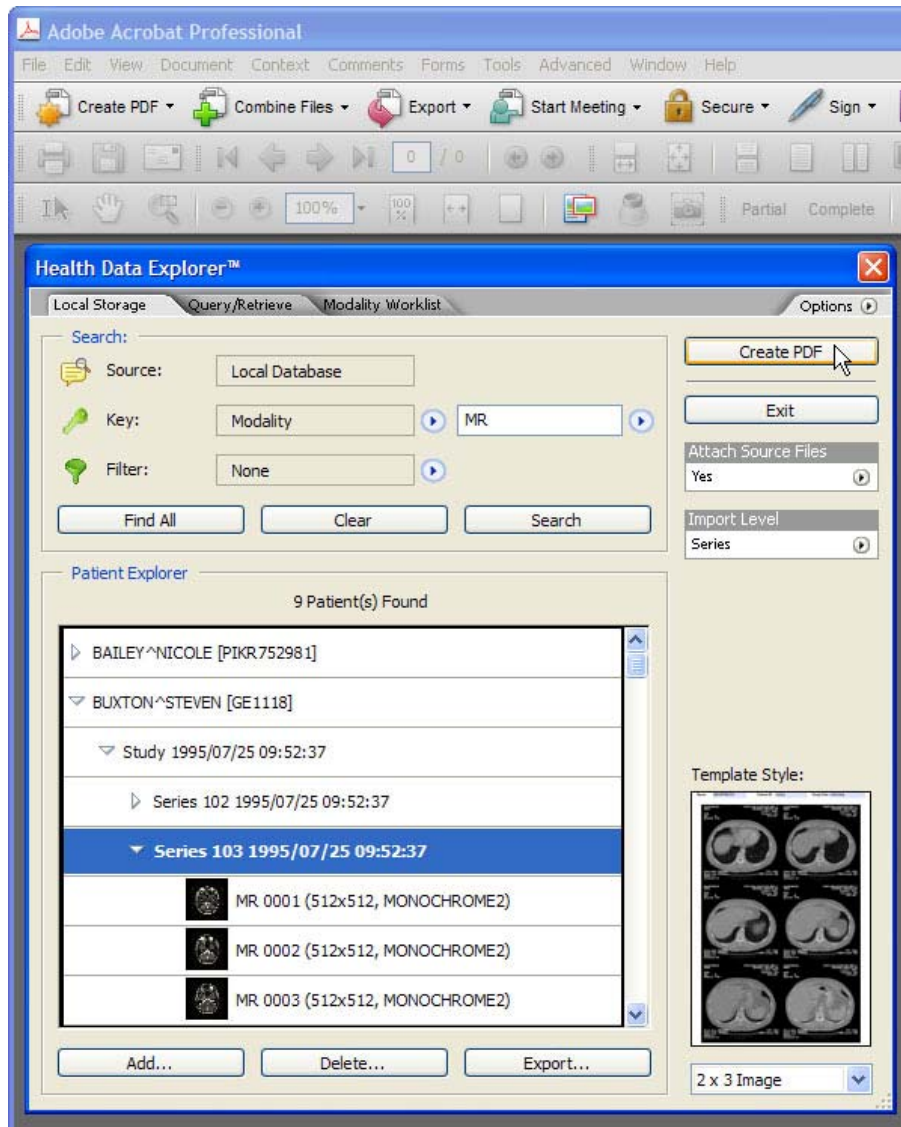 Adobe Acrobat Professional
File Edit View Document Context Comments Forms Tools Advanced Window Help
Create PDF Combine Files Export Start Meeting Secure Sign
0 / 0
100% 100 % Partial Complete
Health Data Explorer™
Local Storage Query/Retrieve Modality Worklist Options
Search:
Source: Local Database
Key: Modality MR
Filter: None
Find All Clear Search
Create PDF
Exit
Attach Source Files
Yes
Import Level
Series
Patient Explorer
9 Patient(s) Found
BAILEY^NICOLE [PIKR752981]
BUXTON^STEVEN [GE1118]
Study 1995/07/25 09:52:37
Series 102 1995/07/25 09:52:37
Series 103 1995/07/25 09:52:37
MR 0001 (512x512, MONOCHROME2)
MR 0002 (512x512, MONOCHROME2)
MR 0003 (512x512, MONOCHROME2)
Add... Delete... Export...
Template Style:
2 x 3 Image